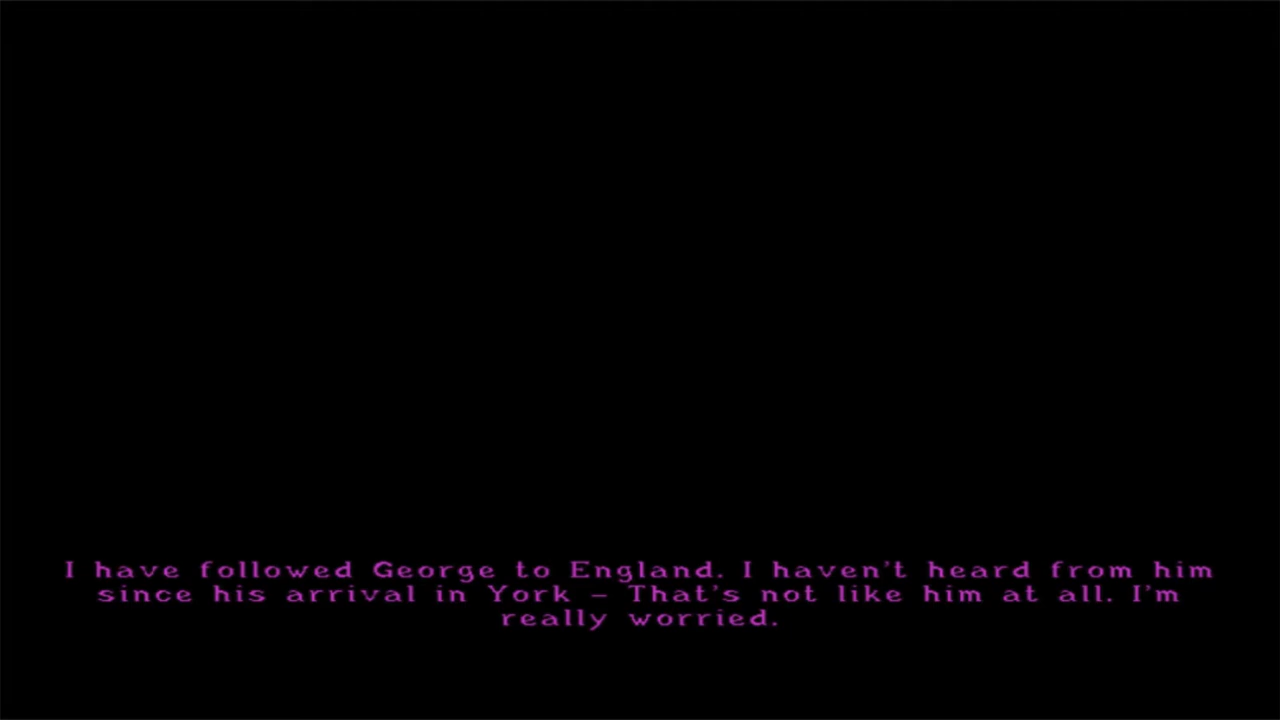 I have followed George to England. I haven't heard from him
since his arrival in York – That's not like him at all. I'm
really worried.